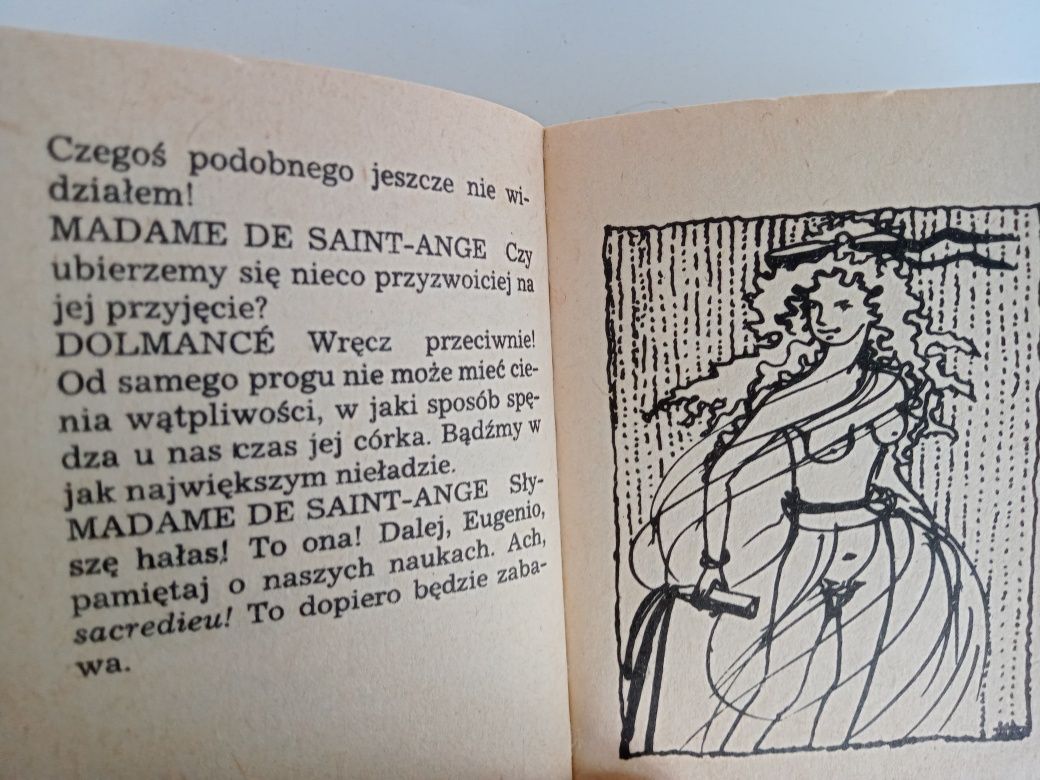 Czegoś podobnego jeszcze nie wi-
działem!
MADAME DE SAINT-ANGE Czy
ubierzemy się nieco przyzwoiciej na
jej przyjęcie?
DOLMANCÉ Wręcz przeciwnie!
Od samego progu nie może mieć cie-
nia wątpliwości, w jaki sposób spę-
dza u nas czas jej córka. Bądźmy w
jak największym nieładzie.
MADAME DE SAINT-ANGE Sły-
szę hałas! To ona! Dalej, Eugenio,
pamiętaj o naszych naukach. Ach,
sacredieu! To dopiero będzie zaba-
wa.